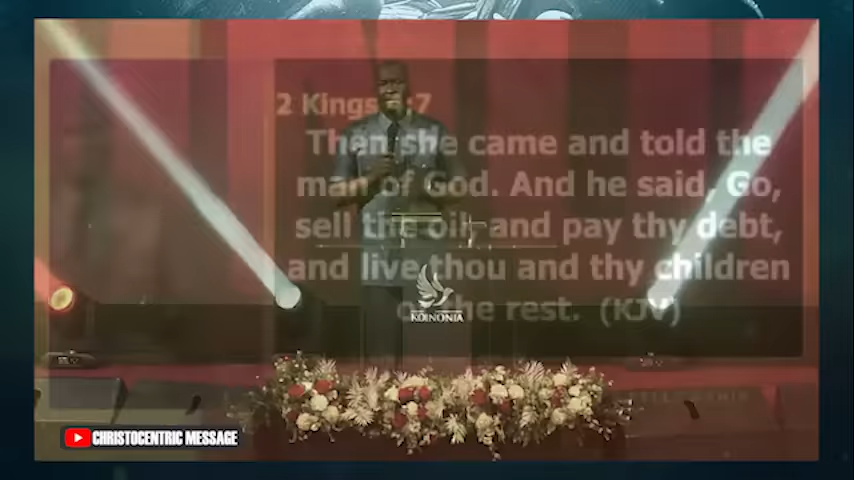 2 Kings :7
Then she came and told the
man of God. And he said, Go,
sell the oil, and pay thy debt,
and live thou and thy children
of the rest. (KJV)
KOINONIA
CHRISTOCENTRIC MESSAGE